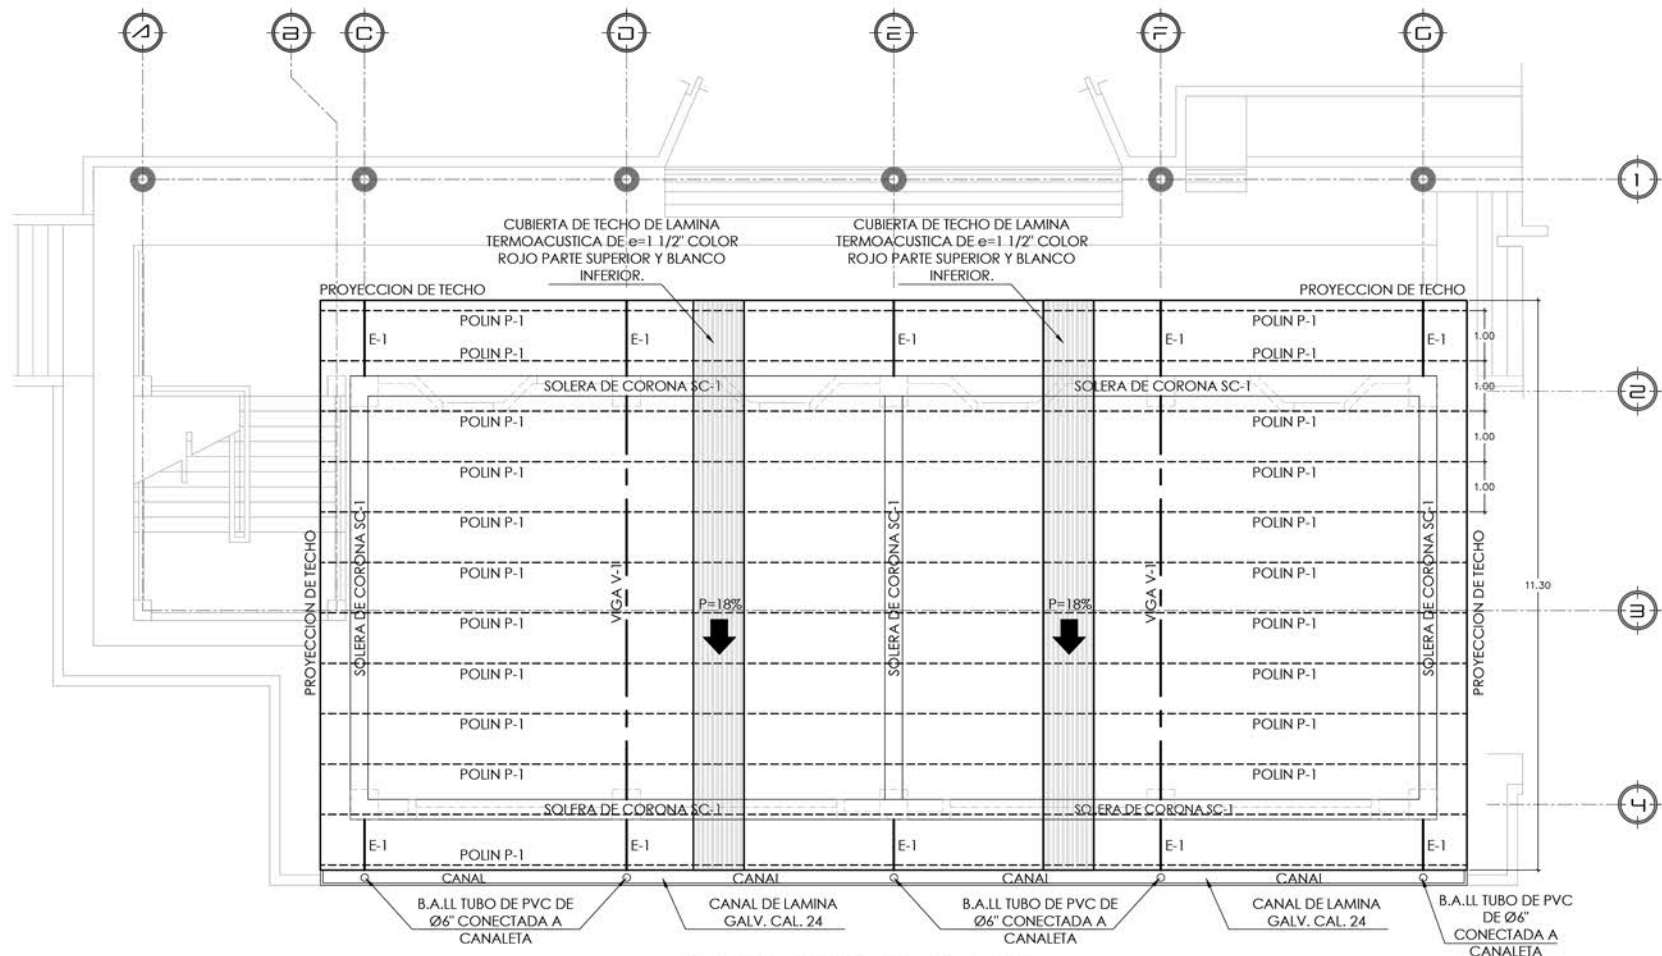 A B C D E F G
1
CUBIERTA DE TECHO DE LAMINA
TERMOACUSTICA DE e=1 1/2" COLOR
ROJO PARTE SUPERIOR Y BLANCO
INFERIOR.
CUBIERTA DE TECHO DE LAMINA
TERMOACUSTICA DE e=1 1/2" COLOR
ROJO PARTE SUPERIOR Y BLANCO
INFERIOR.
PROYECCION DE TECHO
PROYECCION DE TECHO
POLIN P-1
POLIN P-1
E-1
E-1
E-1
E-1
E-1
1.00
POLIN P-1
POLIN P-1
SOLERA DE CORONA SC-1
SOLERA DE CORONA SC-1
1.00
2
POLIN P-1
POLIN P-1
1.00
POLIN P-1
POLIN P-1
1.00
POLIN P-1
POLIN P-1
POLIN P-1
POLIN P-1
PROYECCION DE TECHO
SOLERA DE CORONA SC-1
VIGA V-1
SOLERA DE CORONA SC-1
VIGA V-1
SOLERA DE CORONA SC-1
PROYECCION DE TECHO
11.30
P=18%
P=18%
3
POLIN P-1
POLIN P-1
POLIN P-1
POLIN P-1
POLIN P-1
POLIN P-1
POLIN P-1
POLIN P-1
SOLERA DE CORONA SC-1
SOLERA DE CORONA SC-1
4
E-1
E-1
E-1
E-1
E-1
POLIN P-1
CANAL
CANAL
CANAL
CANAL
B.A.LL TUBO DE PVC DE
Ø6" CONECTADA A
CANALETA
CANAL DE LAMINA
GALV. CAL. 24
B.A.LL TUBO DE PVC DE
Ø6" CONECTADA A
CANALETA
CANAL DE LAMINA
GALV. CAL. 24
B.A.LL TUBO DE PVC
DE Ø6"
CONECTADA A
CANALETA